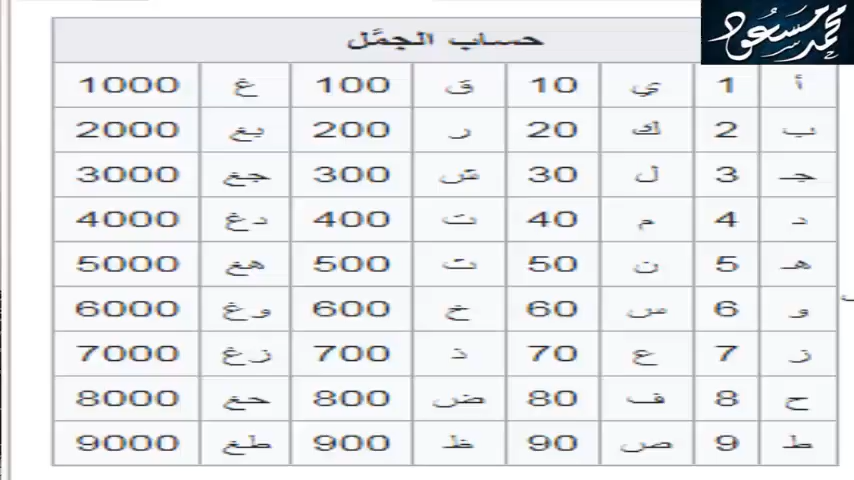 محمد مسعود
حساب الجمَّل
أ 1 ي 10 ق 100 غ 1000
ب 2 ك 20 ر 200 بغ 2000
جـ 3 ل 30 ش 300 جغ 3000
د 4 م 40 ت 400 دغ 4000
هـ 5 ن 50 ث 500 هغ 5000
و 6 س 60 خ 600 وغ 6000
ز 7 ع 70 ذ 700 زغ 7000
ح 8 ف 80 ض 800 حغ 8000
ط 9 ص 90 ظ 900 طغ 9000